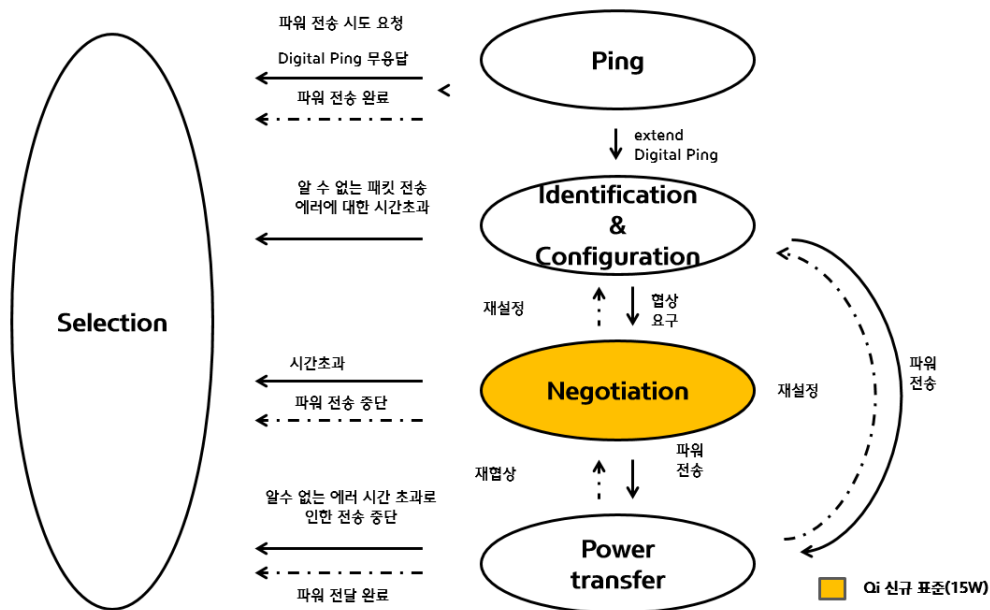 파워 전송 시도 요청
Digital Ping 무응답
<
파워 전송 완료
Ping
extend
Digital Ping
알 수 없는 패킷 전송
에러에 대한 시간초과
Identification
&
Configuration
재설정
협상
요구
Selection
시간초과
파워 전송 중단
Negotiation
재설정
파워
전송
재협상
파워
전송
알수 없는 에러 시간 초과로
인한 전송 중단
파워 전달 완료
Power
transfer
Qi 신규 표준(15W)